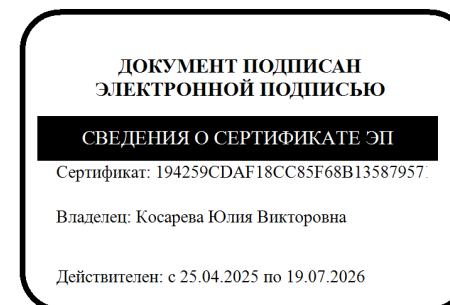 ДОКУМЕНТ ПОДПИСАН
ЭЛЕКТРОННОЙ ПОДПИСЬЮ
СВЕДЕНИЯ О СЕРТИФИКАТЕ ЭП
Сертификат: 194259CDAF18CC85F68B13587957
Владелец: Косарева Юлия Викторовна
Действителен: с 25.04.2025 по 19.07.2026